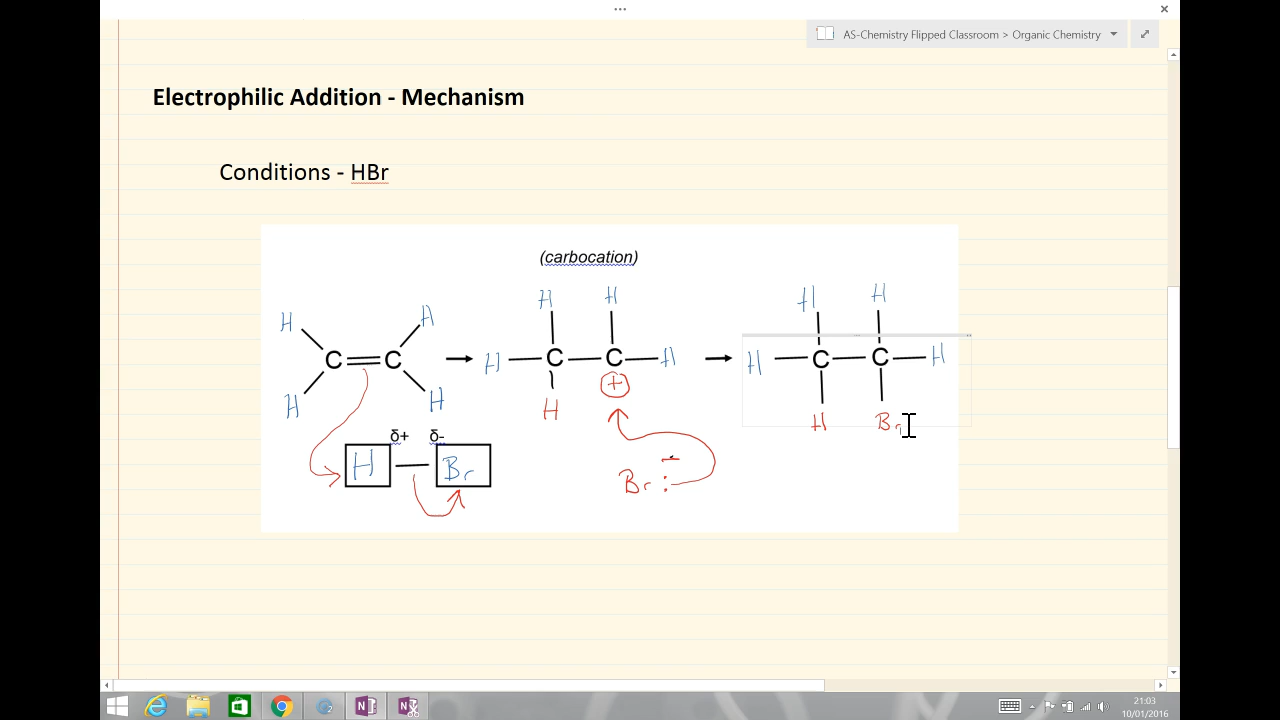 AS-Chemistry Flipped Classroom > Organic Chemistry
Electrophilic Addition - Mechanism
Conditions - HBr
(carbocation)
H H H H H H
H C = C H — C — C — H H — C — C — H
H H H + H Br
δ+ δ-
H — Br Br : −
21:03
10/01/2016